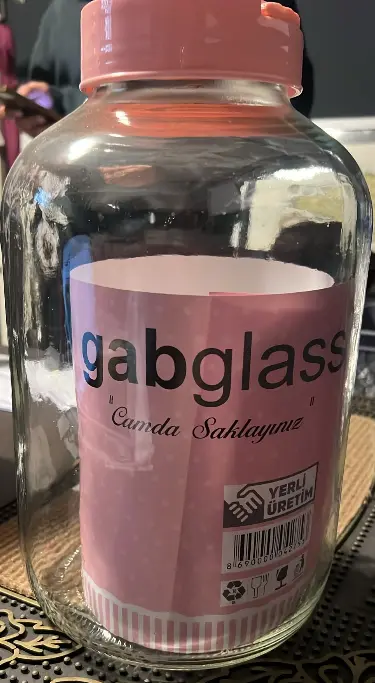 gabglass
"Camda Saklayınız"
YERLİ
ÜRETİM